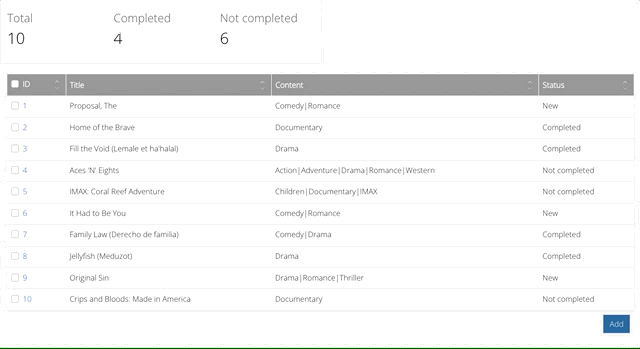 Total Completed Not completed
10 4 6
ID Title Content Status
1 Proposal, The Comedy|Romance New
2 Home of the Brave Documentary Completed
3 Fill the Void (Lemale et ha'halal) Drama Completed
4 Aces 'N' Eights Action|Adventure|Drama|Romance|Western Not completed
5 IMAX: Coral Reef Adventure Children|Documentary|IMAX Not completed
6 It Had to Be You Comedy|Romance New
7 Family Law (Derecho de familia) Comedy|Drama Completed
8 Jellyfish (Meduzot) Drama Completed
9 Original Sin Drama|Romance|Thriller New
10 Crips and Bloods: Made in America Documentary Not completed
Add